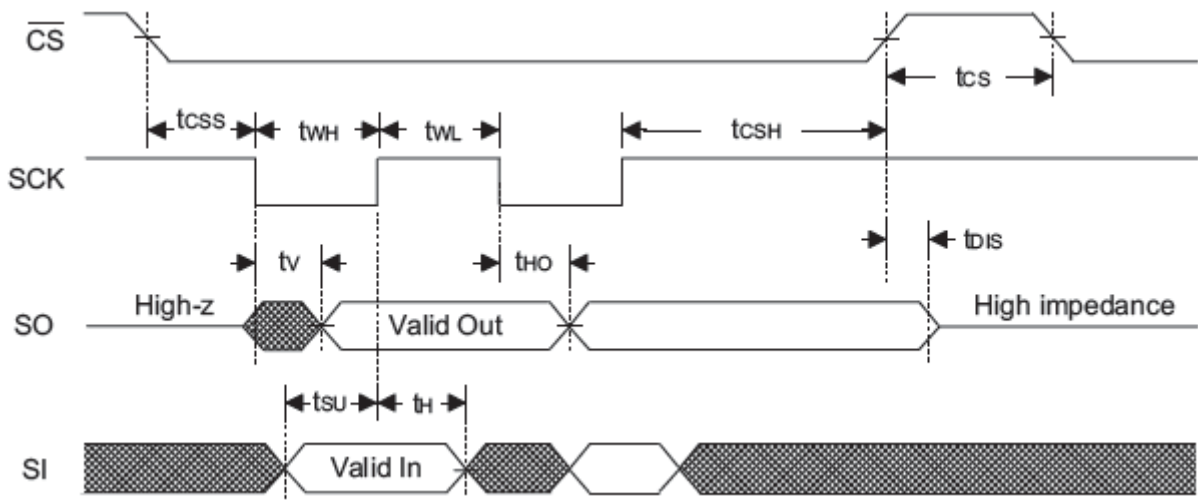 CS
tCS
tCSS tWH tWL tCSH
SCK
tV tHO tDIS
High-z High impedance
SO Valid Out
tSU tH
SI Valid In